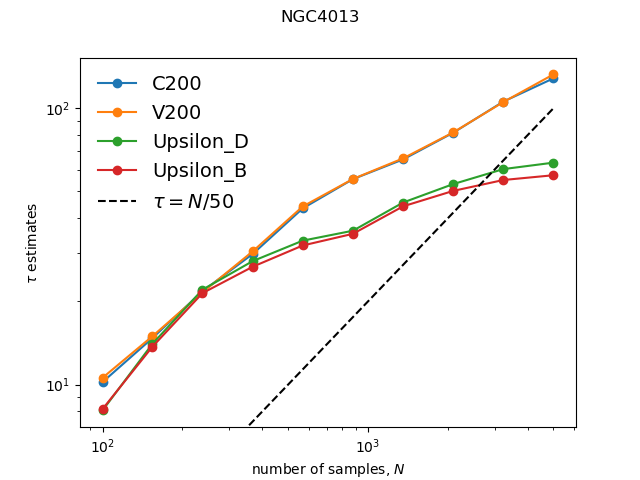 NGC4013
C200
V200
Upsilon_D
Upsilon_B
τ = N/50
10²
10¹
τ estimates
10² 10³
number of samples, N